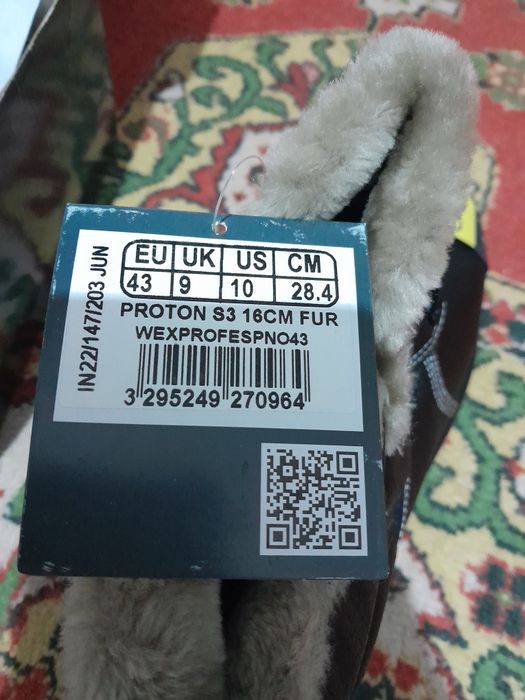 EU UK US CM
43 9 10 28.4
PROTON S3 16CM FUR
WEXPROFESPNO43
3 295249 270964
IN22/147/203 JUN